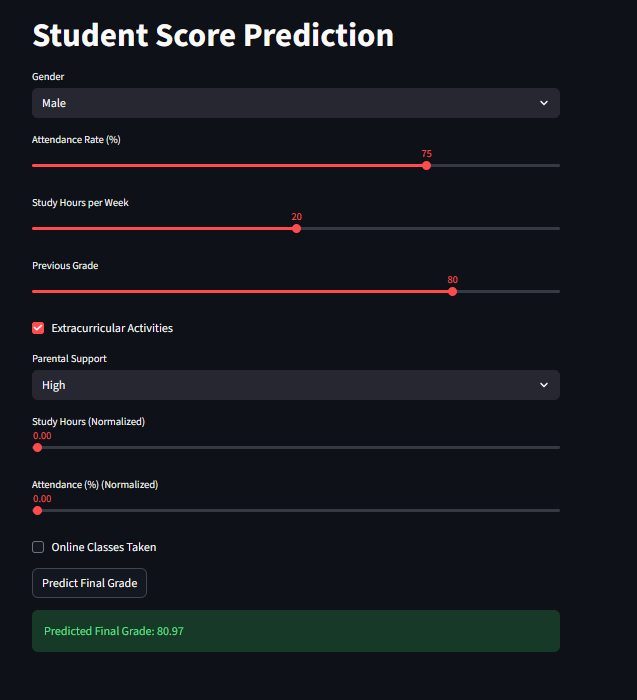 Student Score Prediction
Gender
Male
Attendance Rate (%)
75
Study Hours per Week
20
Previous Grade
80
Extracurricular Activities
Parental Support
High
Study Hours (Normalized)
0.00
Attendance (%) (Normalized)
0.00
Online Classes Taken
Predict Final Grade
Predicted Final Grade: 80.97